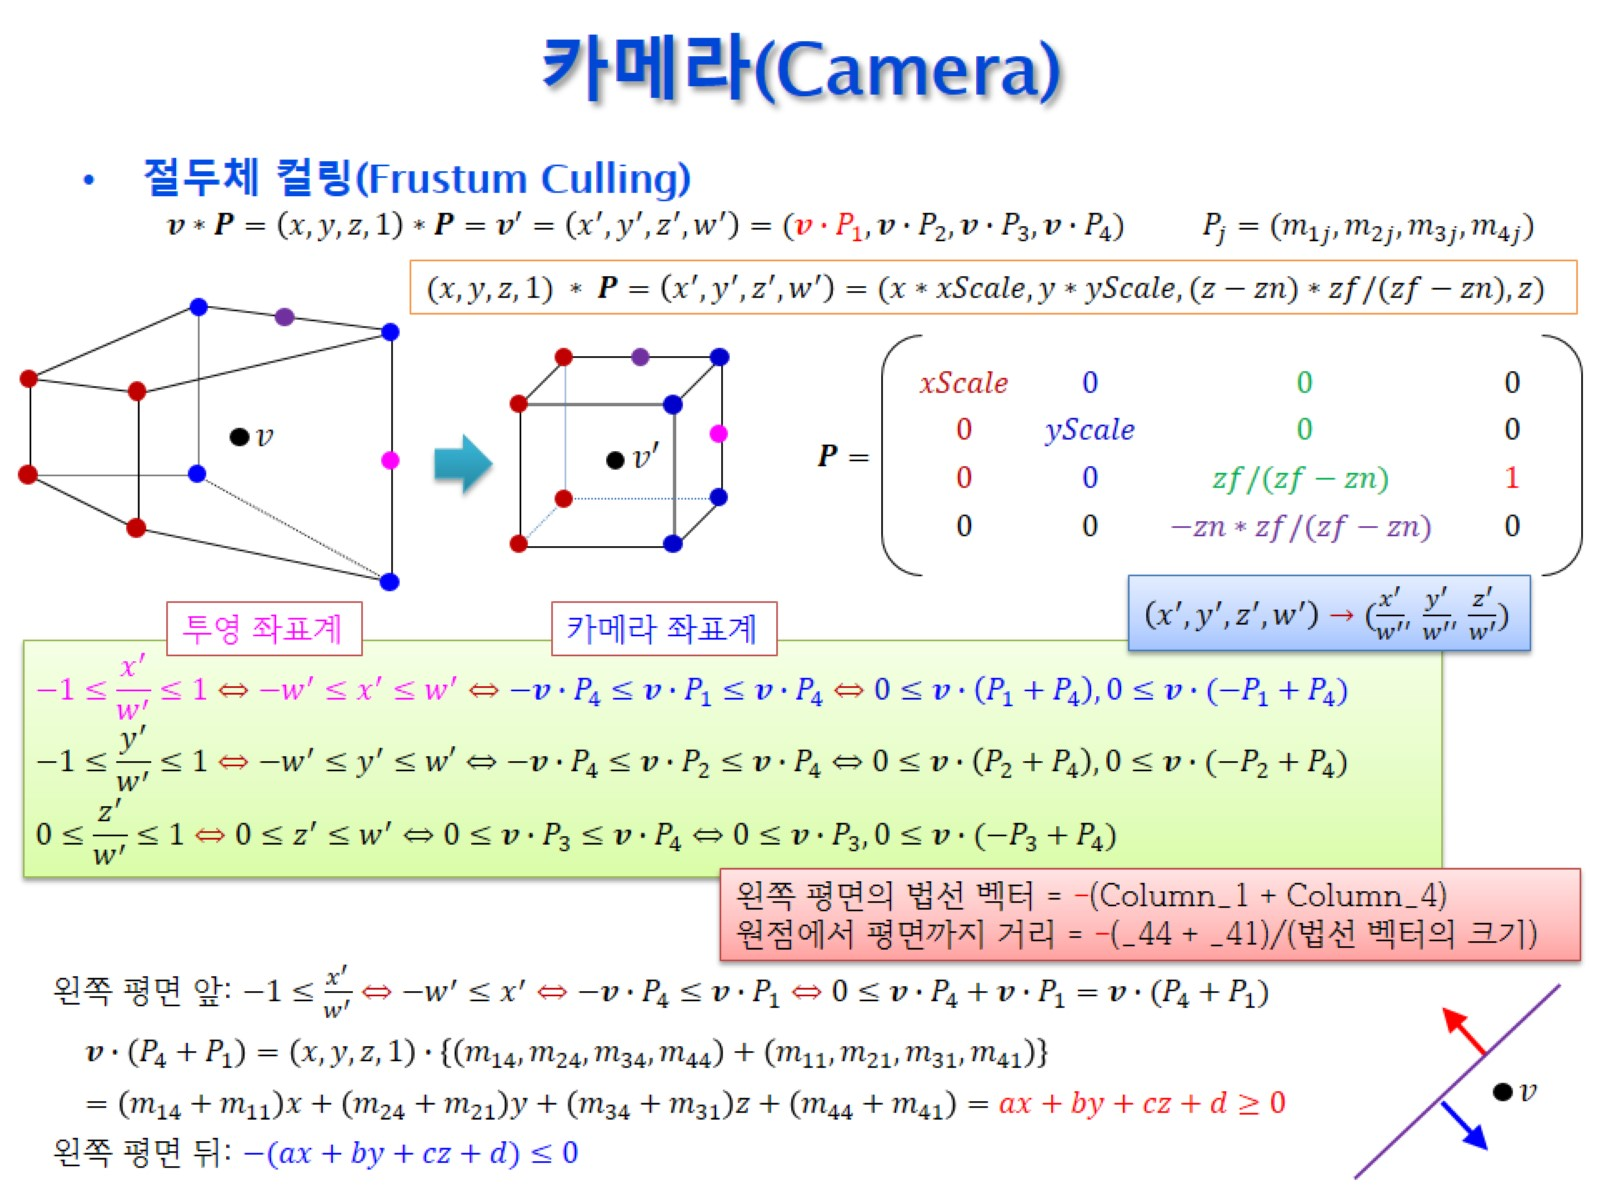 카메라(Camera)
• 절두체 컬링(Frustum Culling)
v * P = (x, y, z, 1) * P = v′ = (x′, y′, z′, w′) = (v · P₁, v · P₂, v · P₃, v · P₄) Pⱼ = (m₁ⱼ, m₂ⱼ, m₃ⱼ, m₄ⱼ)
(x, y, z, 1) * P = (x′, y′, z′, w′) = (x * xScale, y * yScale, (z − zn) * zf/(zf − zn), z)
v
v′
P =
xScale 0 0 0
0 yScale 0 0
0 0 zf/(zf − zn) 1
0 0 −zn * zf/(zf − zn) 0
(x′, y′, z′, w′) → (x′/w′, y′/w′, z′/w′)
투영 좌표계
카메라 좌표계
−1 ≤ x′/w′ ≤ 1 ⇔ −w′ ≤ x′ ≤ w′ ⇔ −v · P₄ ≤ v · P₁ ≤ v · P₄ ⇔ 0 ≤ v · (P₁ + P₄), 0 ≤ v · (−P₁ + P₄)
−1 ≤ y′/w′ ≤ 1 ⇔ −w′ ≤ y′ ≤ w′ ⇔ −v · P₄ ≤ v · P₂ ≤ v · P₄ ⇔ 0 ≤ v · (P₂ + P₄), 0 ≤ v · (−P₂ + P₄)
0 ≤ z′/w′ ≤ 1 ⇔ 0 ≤ z′ ≤ w′ ⇔ 0 ≤ v · P₃ ≤ v · P₄ ⇔ 0 ≤ v · P₃, 0 ≤ v · (−P₃ + P₄)
왼쪽 평면의 법선 벡터 = −(Column_1 + Column_4)
원점에서 평면까지 거리 = −(_44 + _41)/(법선 벡터의 크기)
왼쪽 평면 앞: −1 ≤ x′/w′ ⇔ −w′ ≤ x′ ⇔ −v · P₄ ≤ v · P₁ ⇔ 0 ≤ v · P₄ + v · P₁ = v · (P₄ + P₁)
v · (P₄ + P₁) = (x, y, z, 1) · {(m₁₄, m₂₄, m₃₄, m₄₄) + (m₁₁, m₂₁, m₃₁, m₄₁)}
= (m₁₄ + m₁₁)x + (m₂₄ + m₂₁)y + (m₃₄ + m₃₁)z + (m₄₄ + m₄₁) = ax + by + cz + d ≥ 0
왼쪽 평면 뒤: −(ax + by + cz + d) ≤ 0
v